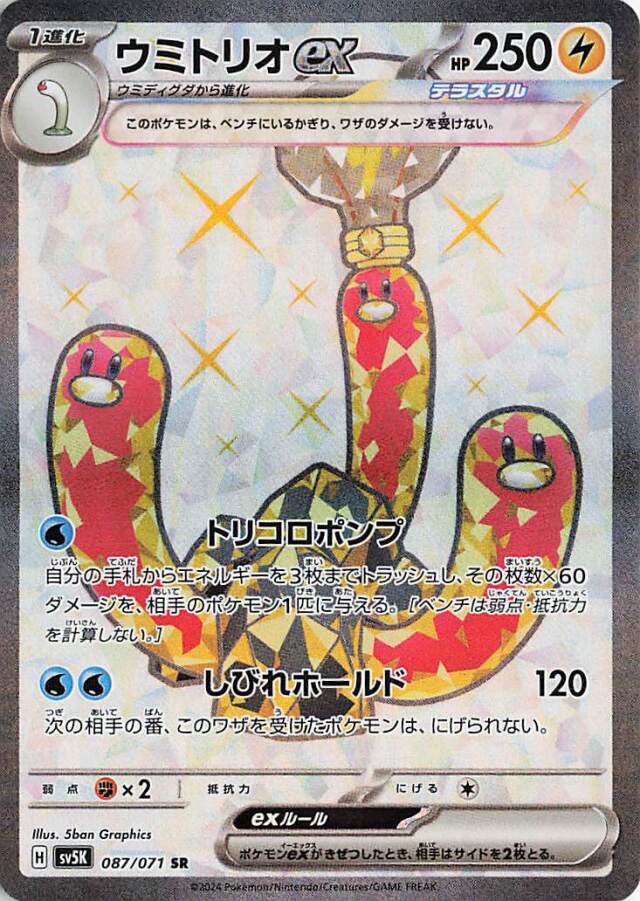 1進化
ウミトリオex
HP 250
ウミディグダから進化
テラスタル
このポケモンは、ベンチにいるかぎり、ワザのダメージを受けない。
トリコロポンプ
自分の手札からエネルギーを3枚までトラッシュし、その枚数×60
ダメージを、相手のポケモン1匹に与える。[ベンチは弱点・抵抗力
を計算しない。]
しびれホールド 120
次の相手の番、このワザを受けたポケモンは、にげられない。
弱点 ×2 抵抗力 にげる
exルール
ポケモンexがきぜつしたとき、相手はサイドを2枚とる。
Illus. 5ban Graphics
H sv5K 087/071 SR
©2024 Pokémon/Nintendo/Creatures/GAME FREAK.